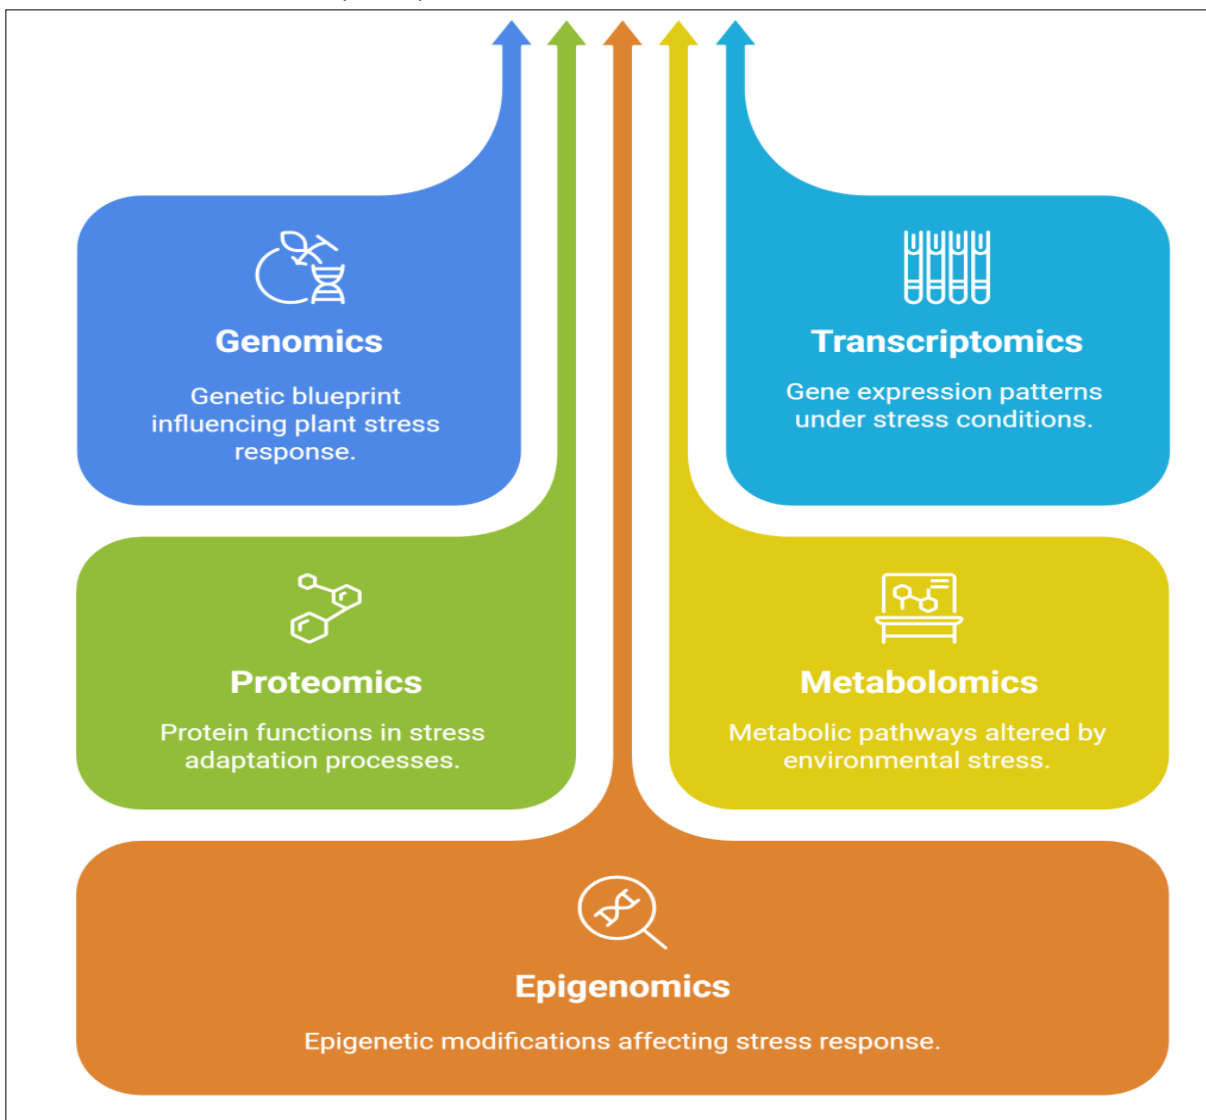 Genomics
Genetic blueprint
influencing plant stress
response.
Transcriptomics
Gene expression patterns
under stress conditions.
Proteomics
Protein functions in stress
adaptation processes.
Metabolomics
Metabolic pathways altered by
environmental stress.
Epigenomics
Epigenetic modifications affecting stress response.